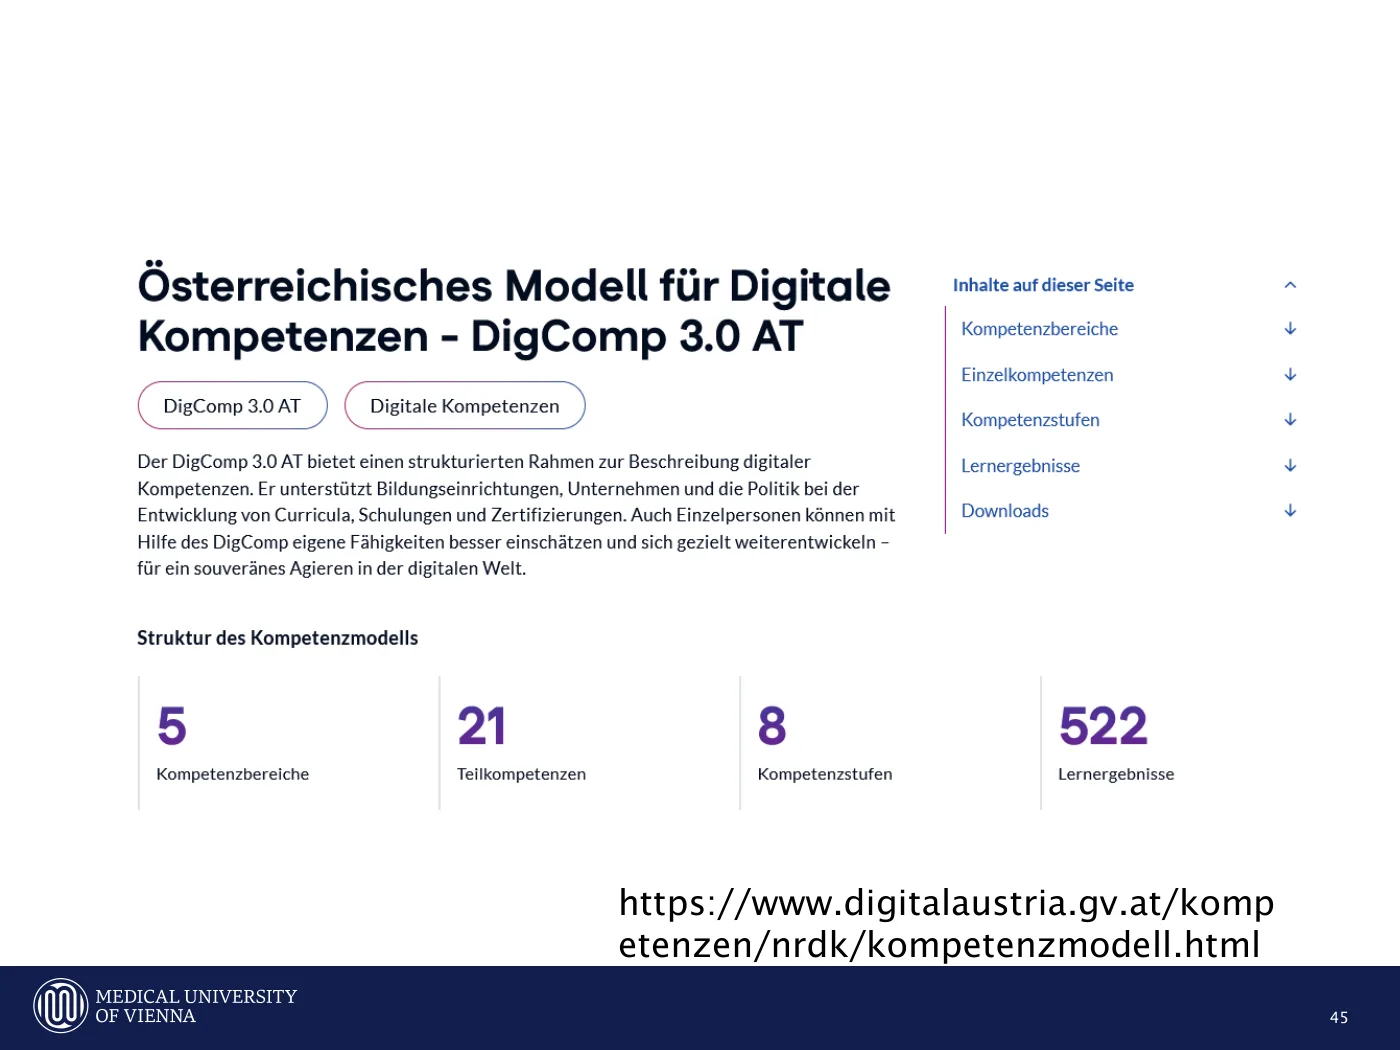 Österreichisches Modell für Digitale
Kompetenzen - DigComp 3.0 AT
DigComp 3.0 AT
Digitale Kompetenzen
Der DigComp 3.0 AT bietet einen strukturierten Rahmen zur Beschreibung digitaler
Kompetenzen. Er unterstützt Bildungseinrichtungen, Unternehmen und die Politik bei der
Entwicklung von Curricula, Schulungen und Zertifizierungen. Auch Einzelpersonen können mit
Hilfe des DigComp eigene Fähigkeiten besser einschätzen und sich gezielt weiterentwickeln –
für ein souveränes Agieren in der digitalen Welt.
Inhalte auf dieser Seite
Kompetenzbereiche
Einzelkompetenzen
Kompetenzstufen
Lernergebnisse
Downloads
Struktur des Kompetenzmodells
5
Kompetenzbereiche
21
Teilkompetenzen
8
Kompetenzstufen
522
Lernergebnisse
https://www.digitalaustria.gv.at/komp
etenzen/nrdk/kompetenzmodell.html
MEDICAL UNIVERSITY
OF VIENNA
45